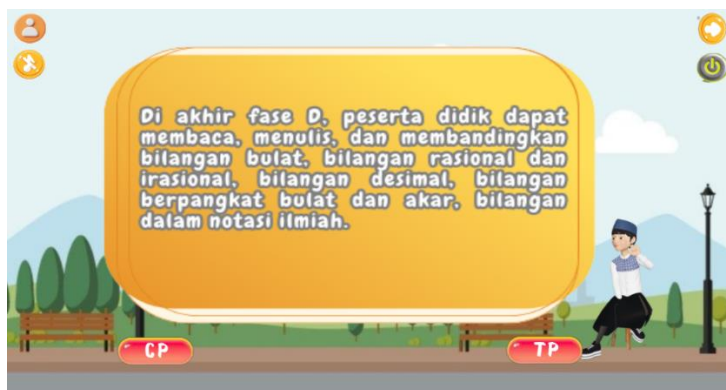 Di akhir fase D, peserta didik dapat
membaca, menulis, dan membandingkan
bilangan bulat, bilangan rasional dan
irasional, bilangan desimal, bilangan
berpangkat bulat dan akar, bilangan
dalam notasi ilmiah.
CP
TP